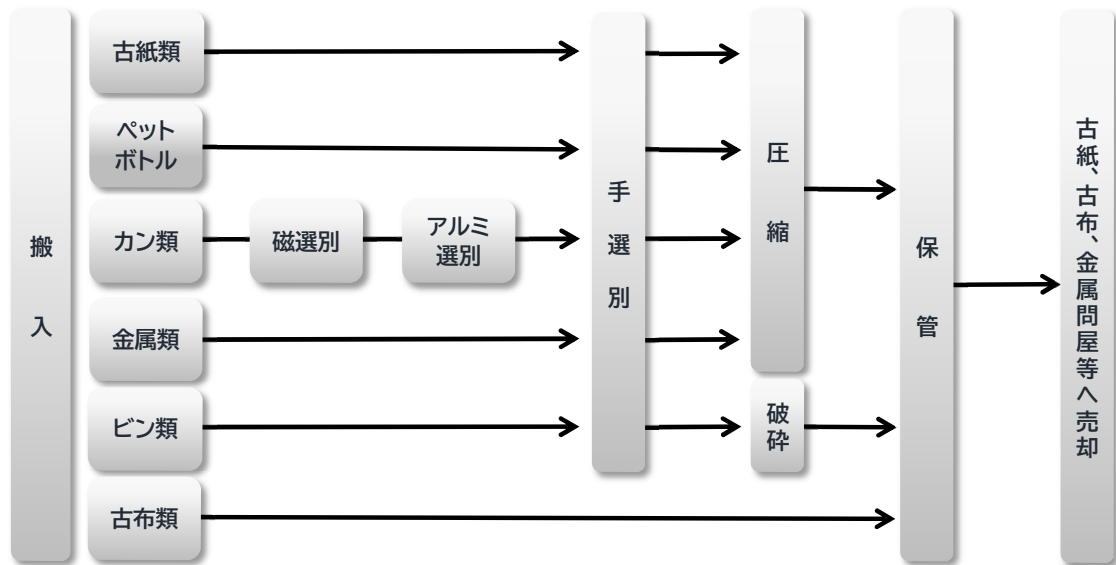 搬入
古紙類
ペット
ボトル
カン類
磁選別
アルミ
選別
金属類
ビン類
古布類
手選別
圧縮
破
砕
保管
古紙、古布、金属問屋等へ売却